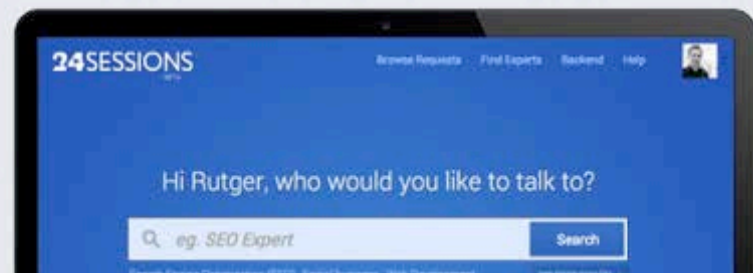 24SESSIONS
BETA
Browse Requests Find Experts Backend Help
Hi Rutger, who would you like to talk to?
eg. SEO Expert
Search